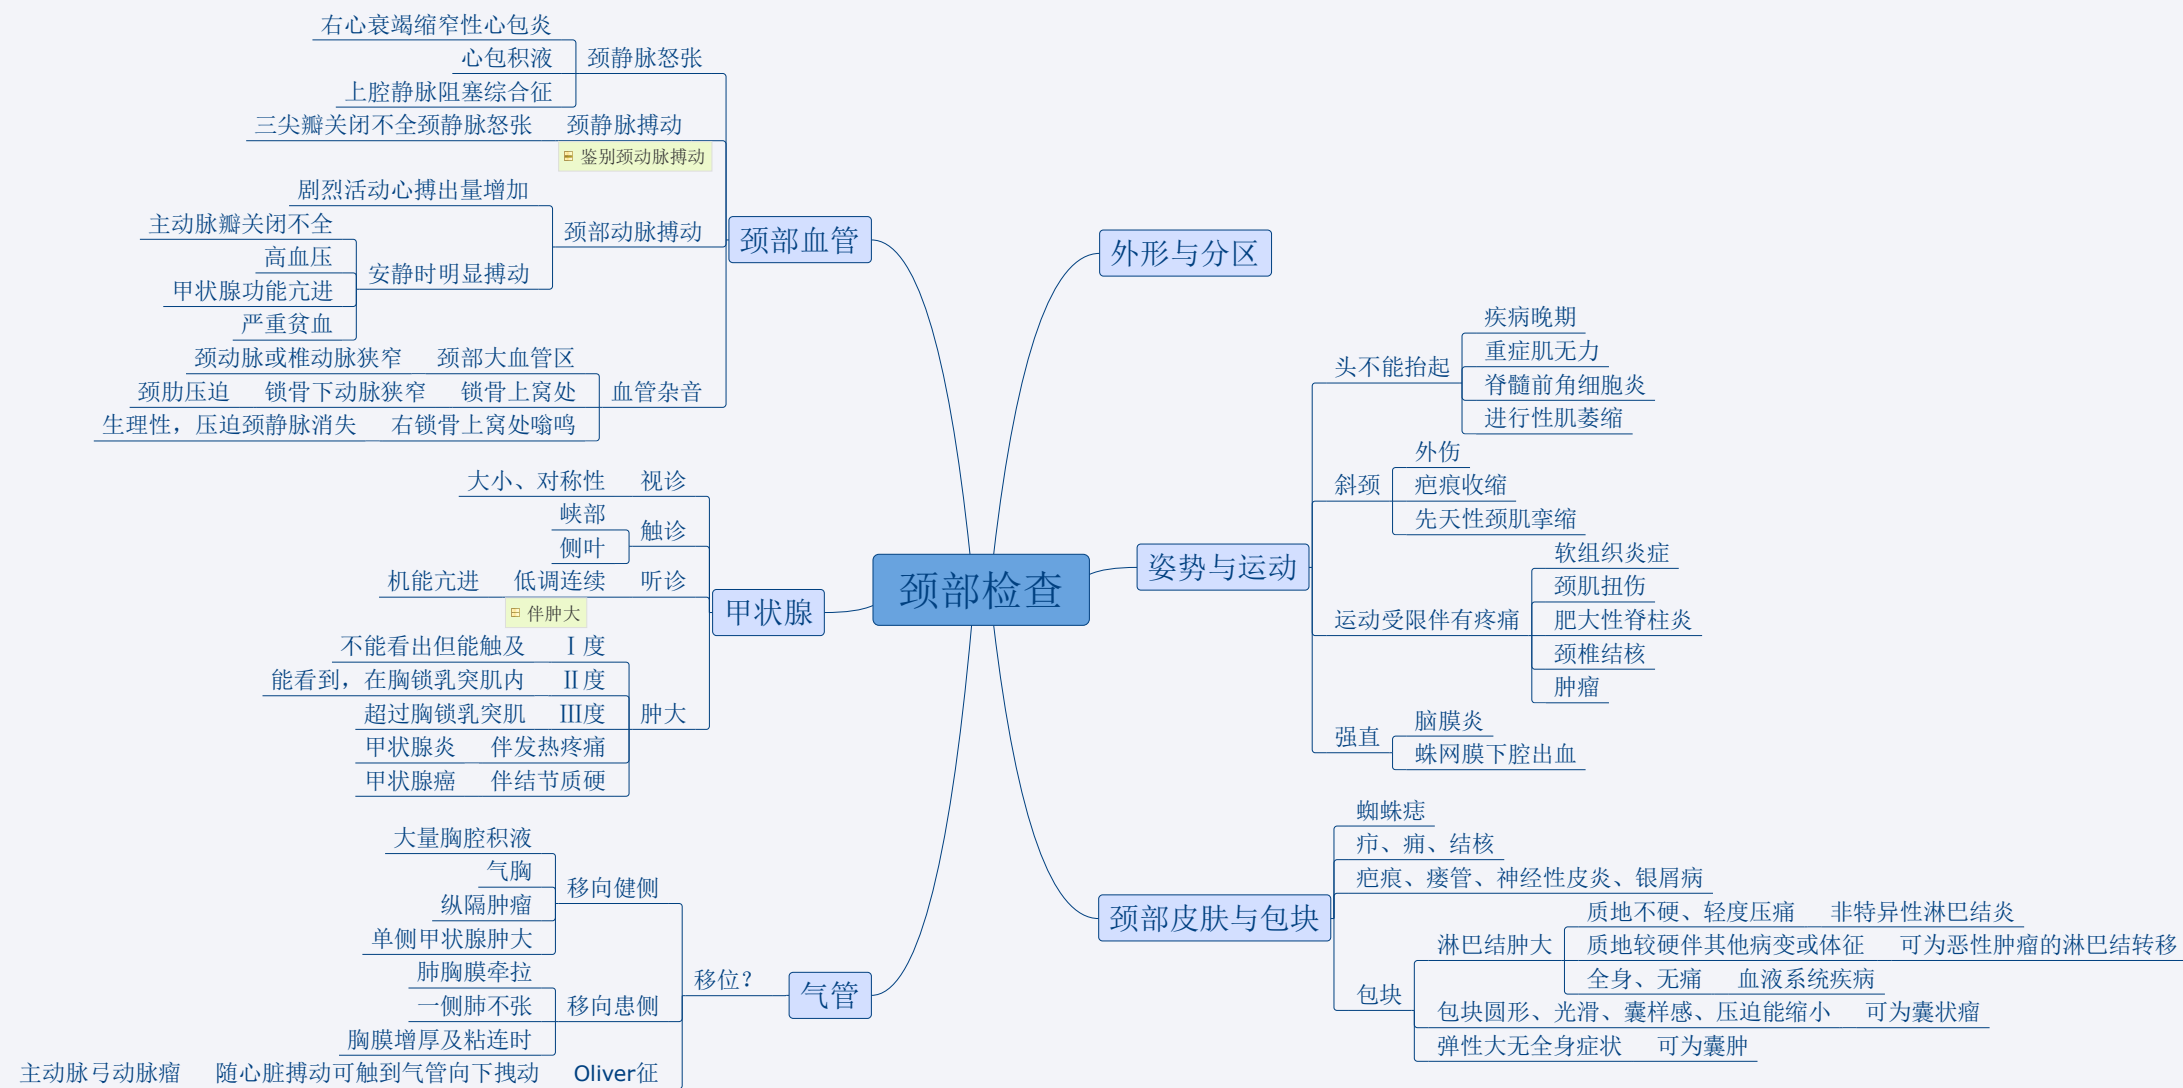 颈部检查
颈部血管
右心衰竭缩窄性心包炎
心包积液
颈静脉怒张
上腔静脉阻塞综合征
三尖瓣关闭不全颈静脉怒张
颈静脉搏动
鉴别颈动脉搏动
剧烈活动心搏出量增加
颈部动脉搏动
主动脉瓣关闭不全
高血压
安静时明显搏动
甲状腺功能亢进
严重贫血
颈动脉或椎动脉狭窄
颈部大血管区
颈肋压迫
锁骨下动脉狭窄
锁骨上窝处
血管杂音
生理性，压迫颈静脉消失
右锁骨上窝处嗡鸣
甲状腺
大小、对称性
视诊
峡部
触诊
侧叶
机能亢进
低调连续
听诊
伴肿大
不能看出但能触及
Ⅰ度
能看到，在胸锁乳突肌内
Ⅱ度
超过胸锁乳突肌
Ⅲ度
肿大
甲状腺炎
伴发热疼痛
甲状腺癌
伴结节质硬
气管
移位？
大量胸腔积液
气胸
移向健侧
纵隔肿瘤
单侧甲状腺肿大
肺胸膜牵拉
一侧肺不张
移向患侧
胸膜增厚及粘连时
主动脉弓动脉瘤
随心脏搏动可触到气管向下拽动
Oliver征
外形与分区
姿势与运动
头不能抬起
疾病晚期
重症肌无力
脊髓前角细胞炎
进行性肌萎缩
斜颈
外伤
疤痕收缩
先天性颈肌挛缩
运动受限伴有疼痛
软组织炎症
颈肌扭伤
肥大性脊柱炎
颈椎结核
肿瘤
强直
脑膜炎
蛛网膜下腔出血
颈部皮肤与包块
蜘蛛痣
疖、痈、结核
疤痕、瘘管、神经性皮炎、银屑病
包块
淋巴结肿大
质地不硬、轻度压痛
非特异性淋巴结炎
质地较硬伴其他病变或体征
可为恶性肿瘤的淋巴结转移
全身、无痛
血液系统疾病
包块圆形、光滑、囊样感、压迫能缩小
可为囊状瘤
弹性大无全身症状
可为囊肿